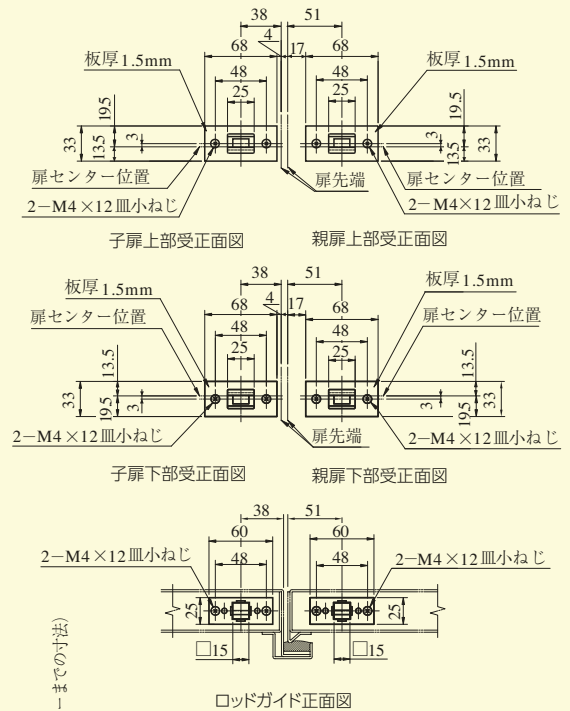 38 51
4
68 17 68
板厚1.5mm 板厚1.5mm
48 48
25 25
19.5 19.5
33 3 3 33
13.5 13.5
扉センター位置 扉先端 扉センター位置
2−M4×12皿小ねじ 2−M4×12皿小ねじ
子扉上部受正面図 親扉上部受正面図
38 51
板厚1.5mm 4 板厚1.5mm
68 17 68
扉センター位置 扉センター位置
48 48
25 25
13.5 13.5
33 3 3 33
19.5 19.5
2−M4×12皿小ねじ 扉先端 2−M4×12皿小ねじ
子扉下部受正面図 親扉下部受正面図
38 51
60 60
2−M4×12皿小ねじ 2−M4×12皿小ねじ
48 48
25 25
□15 □15
ーまでの寸法)
ロッドガイド正面図